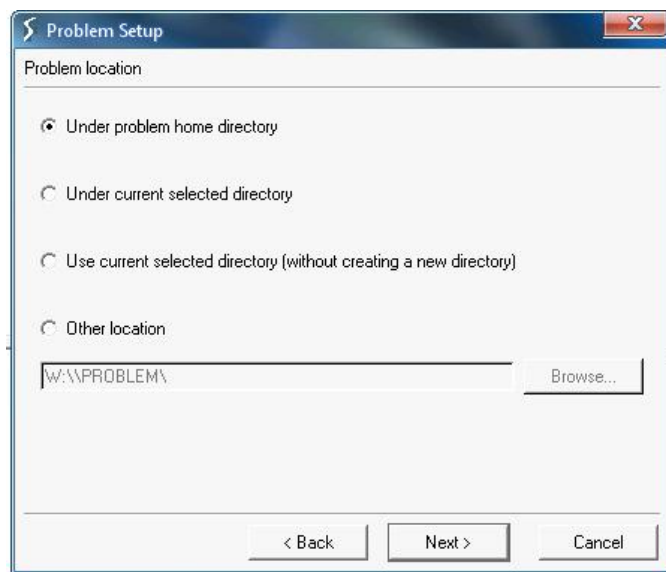 Problem Setup
Problem location
Under problem home directory
Under current selected directory
Use current selected directory (without creating a new directory)
Other location
W:\\PROBLEM\
Browse...
< Back
Next >
Cancel